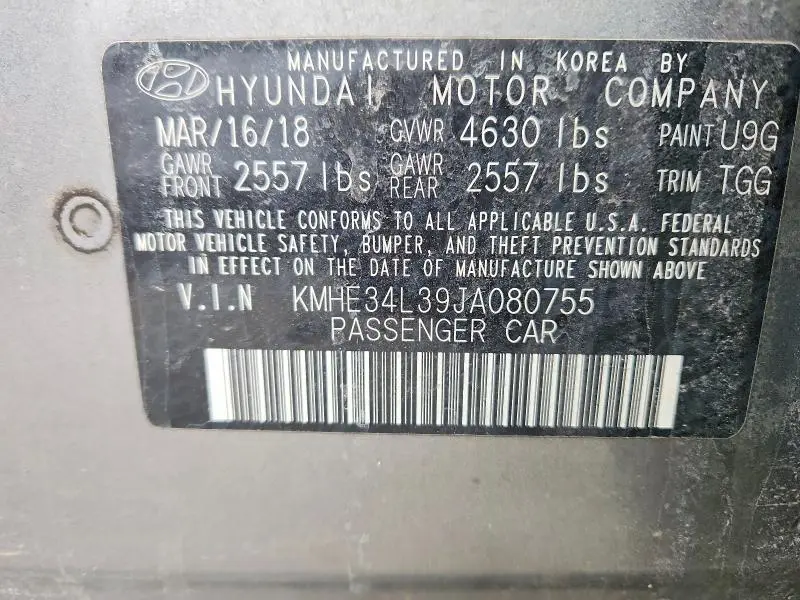 MANUFACTURED IN KOREA BY
HYUNDAI MOTOR COMPANY
MAR/16/18 GVWR 4630 lbs PAINT U9G
GAWR FRONT 2557 lbs GAWR REAR 2557 lbs TRIM TGG
THIS VEHICLE CONFORMS TO ALL APPLICABLE U.S.A. FEDERAL
MOTOR VEHICLE SAFETY, BUMPER, AND THEFT PREVENTION STANDARDS
IN EFFECT ON THE DATE OF MANUFACTURE SHOWN ABOVE
V.I.N KMHE34L39JA080755
PASSENGER CAR